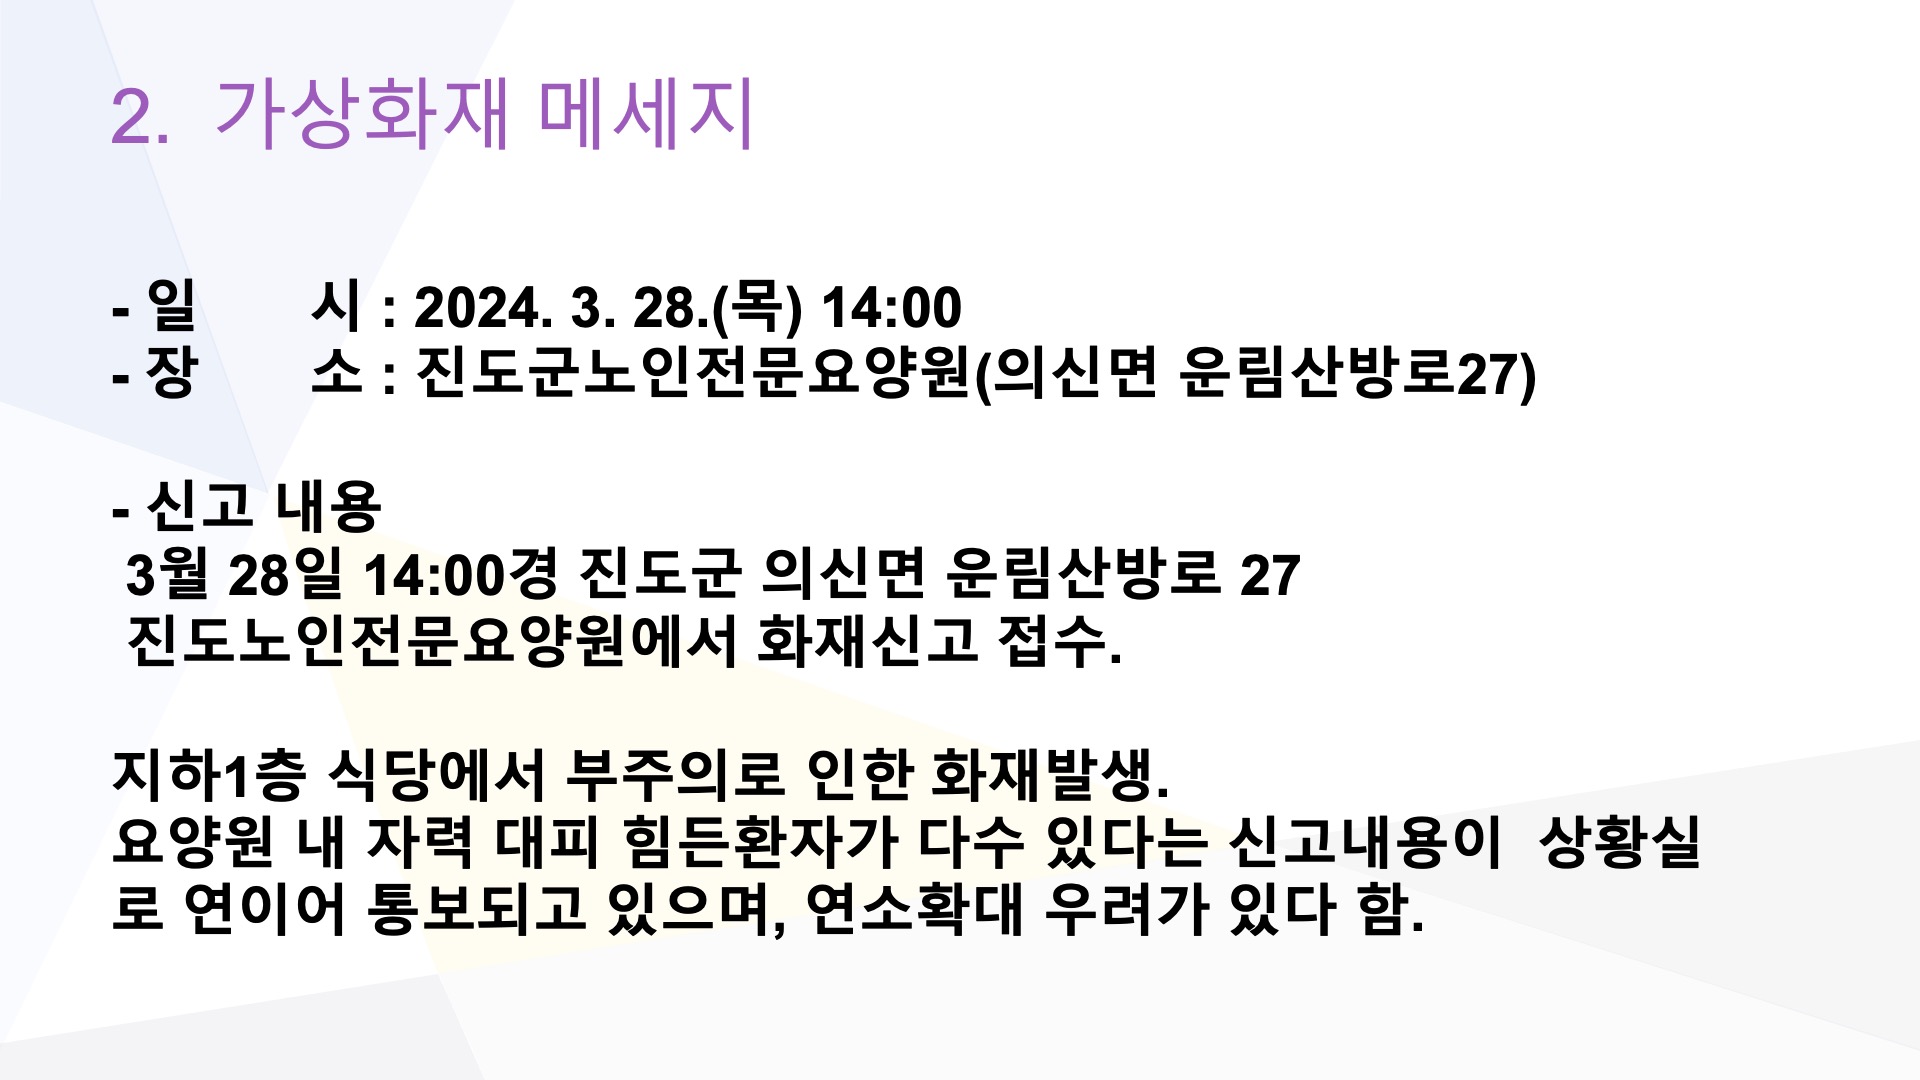 2. 가상화재 메세지
- 일 시 : 2024. 3. 28.(목) 14:00
- 장 소 : 진도군노인전문요양원(의신면 운림산방로27)
- 신고 내용
3월 28일 14:00경 진도군 의신면 운림산방로 27
진도노인전문요양원에서 화재신고 접수.
지하1층 식당에서 부주의로 인한 화재발생.
요양원 내 자력 대피 힘든환자가 다수 있다는 신고내용이 상황실
로 연이어 통보되고 있으며, 연소확대 우려가 있다 함.